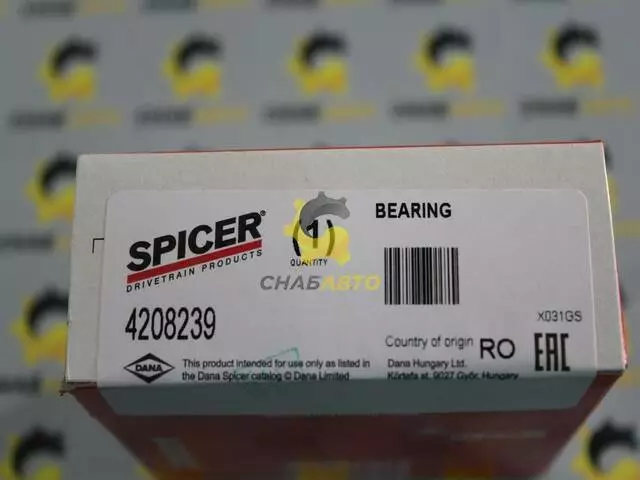 SPICER®
DRIVETRAIN PRODUCTS
(1)
QUANTITY
BEARING
СНАБАВТО
4208239
X031GS
DANA
This product intended for use only as listed in
the Dana Spicer catalog © Dana Limited
Country of origin RO
Dana Hungary Ltd.
Körtefa st. 9027 Győr, Hungary
EAC